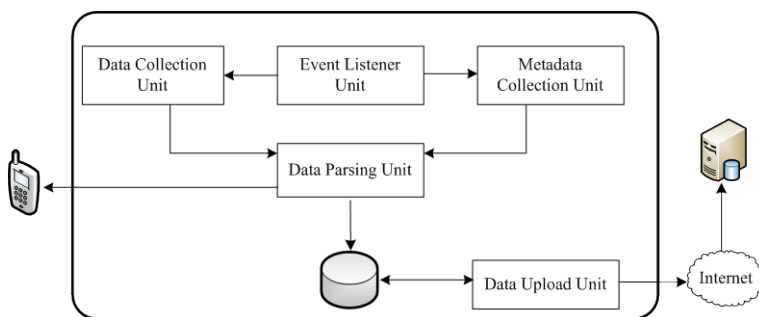 Data Collection
Unit
Event Listener
Unit
Metadata
Collection Unit
Data Parsing Unit
Data Upload Unit
Internet